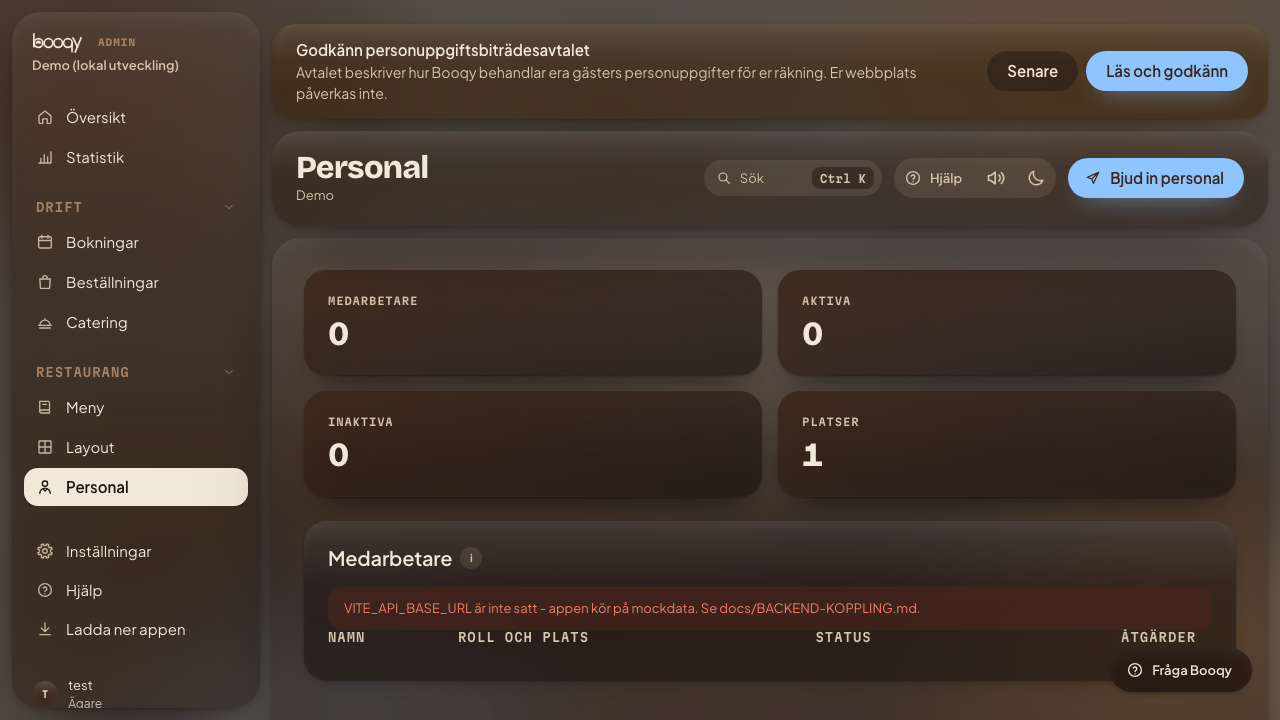 booqy ADMIN
Demo (lokal utveckling)
Översikt
Statistik
DRIFT
Bokningar
Beställningar
Catering
RESTAURANG
Meny
Layout
Personal
Inställningar
Hjälp
Ladda ner appen
T test
Ägare
Godkänn personuppgiftsbiträdesavtalet
Avtalet beskriver hur Booqy behandlar era gästers personuppgifter för er räkning. Er webbplats
påverkas inte.
Senare Läs och godkänn
Personal
Demo
Sök Ctrl K Hjälp Bjud in personal
MEDARBETARE
0
AKTIVA
0
INAKTIVA
0
PLATSER
1
Medarbetare i
VITE_API_BASE_URL är inte satt - appen kör på mockdata. Se docs/BACKEND-KOPPLING.md.
NAMN ROLL OCH PLATS STATUS ÅTGÄRDER
Fråga Booqy